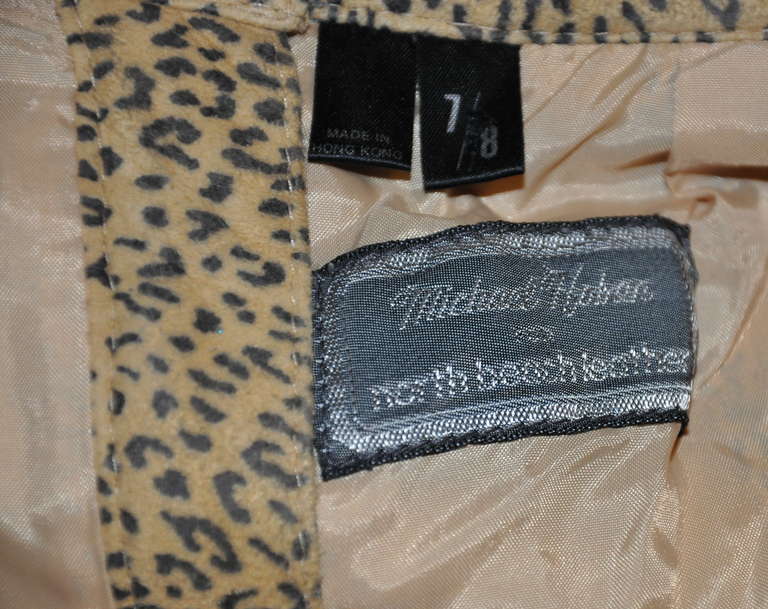 MADE IN
HONG KONG
7/8
Michael Hoban
north beach leather